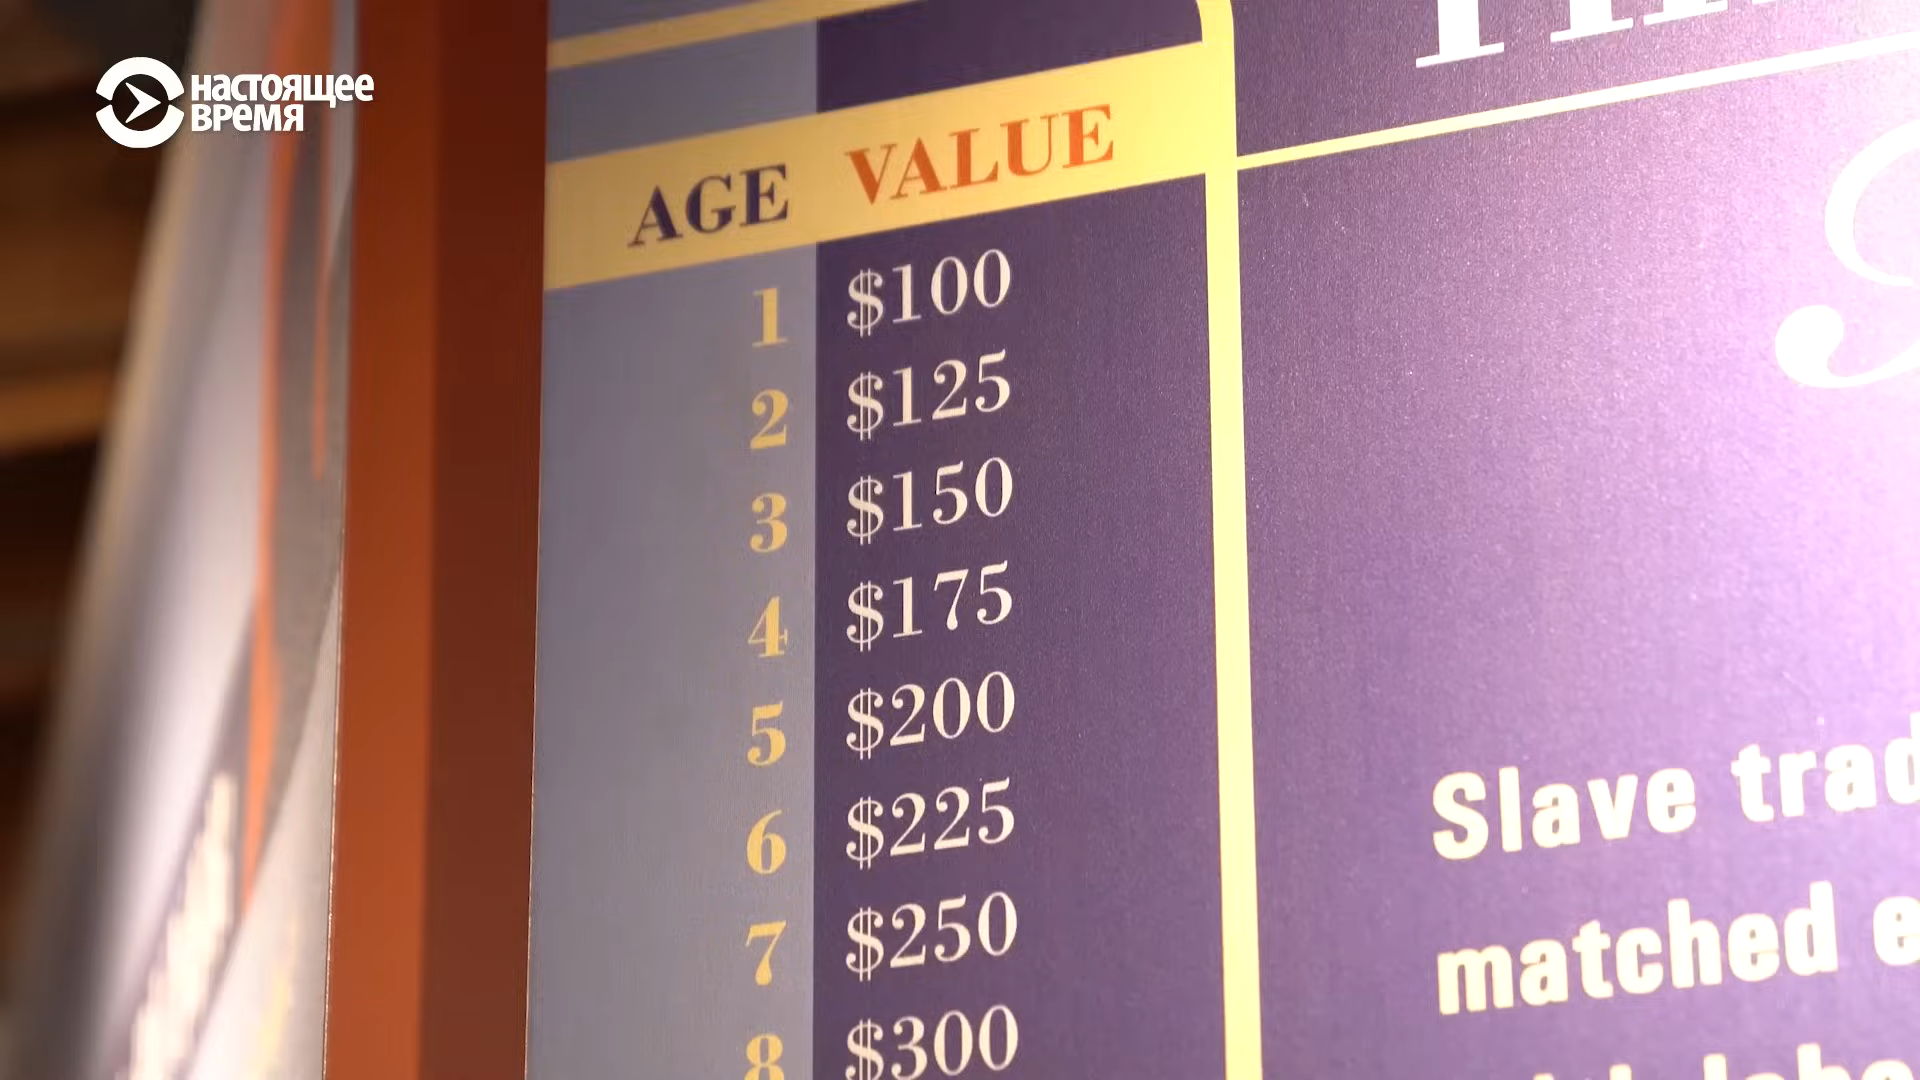 НАСТОЯЩЕЕ
ВРЕМЯ
AGE VALUE
1 $100
2 $125
3 $150
4 $175
5 $200
6 $225
7 $250
8 $300
Slave
matched